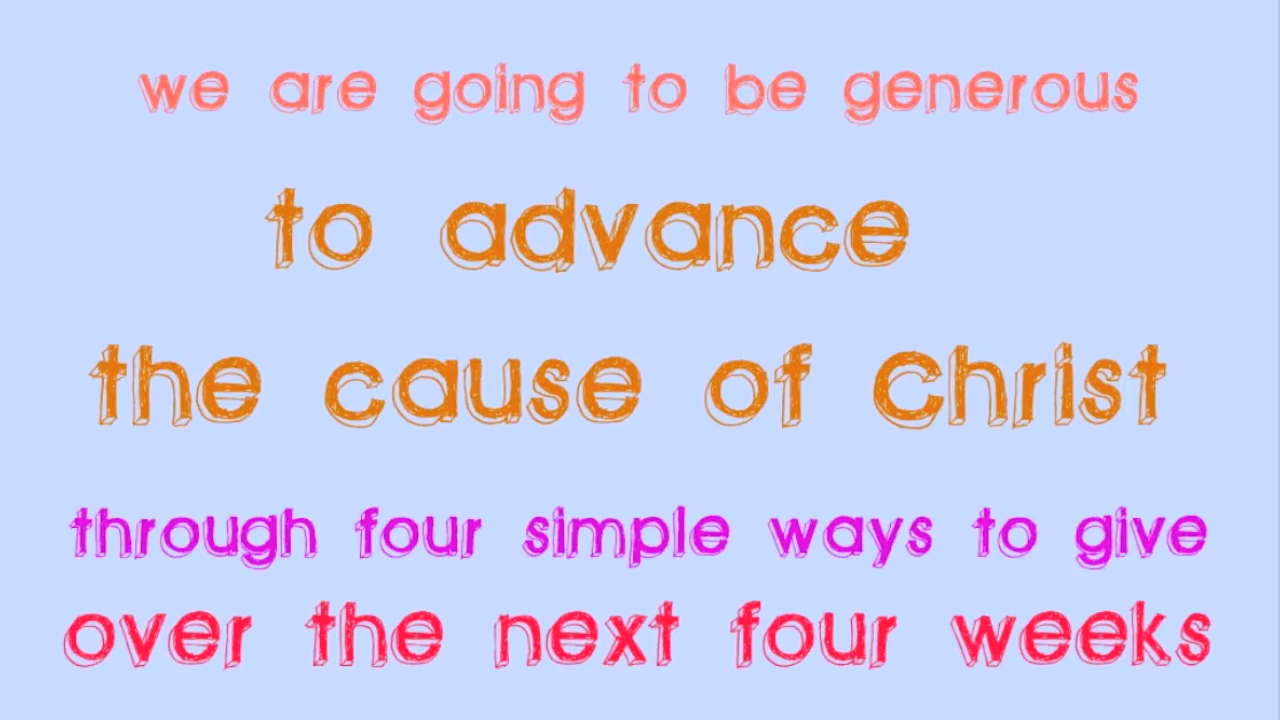 we are going to be generous
to advance
the cause of Christ
through four simple ways to give
over the next four weeks